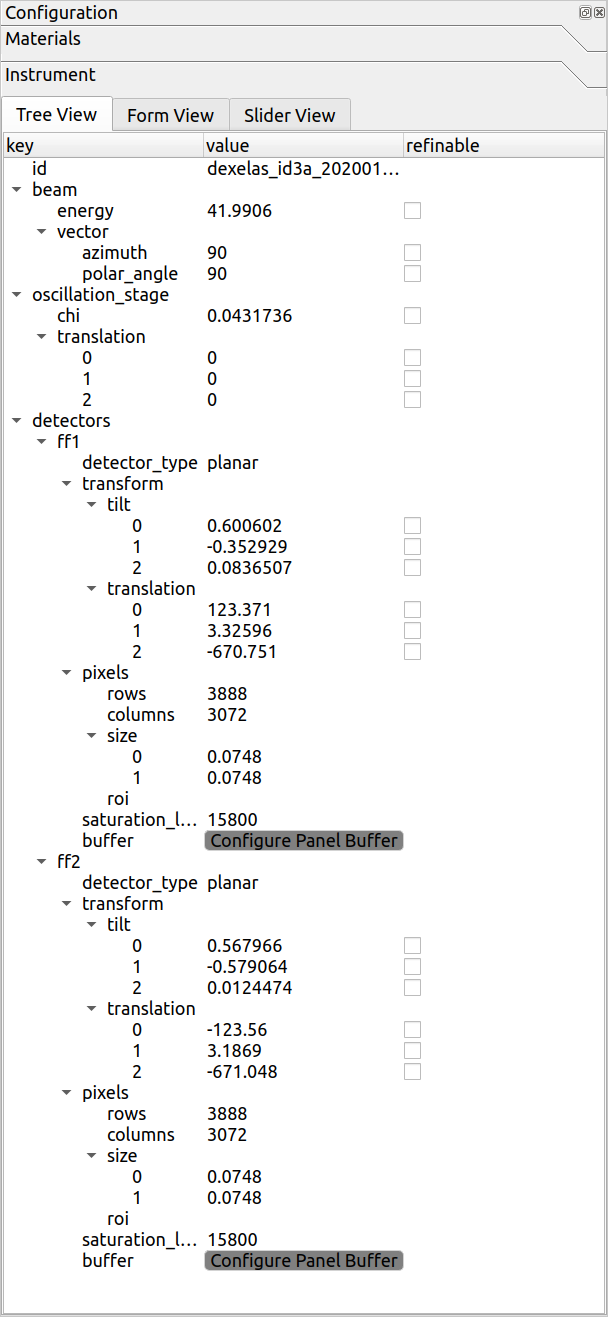 Configuration
Materials
Instrument
Tree View Form View Slider View
key value refinable
id dexelas_id3a_202001...
beam
energy 41.9906
vector
azimuth 90
polar_angle 90
oscillation_stage
chi 0.0431736
translation
0 0
1 0
2 0
detectors
ff1
detector_type planar
transform
tilt
0 0.600602
1 -0.352929
2 0.0836507
translation
0 123.371
1 3.32596
2 -670.751
pixels
rows 3888
columns 3072
size
0 0.0748
1 0.0748
roi
saturation_l... 15800
buffer Configure Panel Buffer
ff2
detector_type planar
transform
tilt
0 0.567966
1 -0.579064
2 0.0124474
translation
0 -123.56
1 3.1869
2 -671.048
pixels
rows 3888
columns 3072
size
0 0.0748
1 0.0748
roi
saturation_l... 15800
buffer Configure Panel Buffer